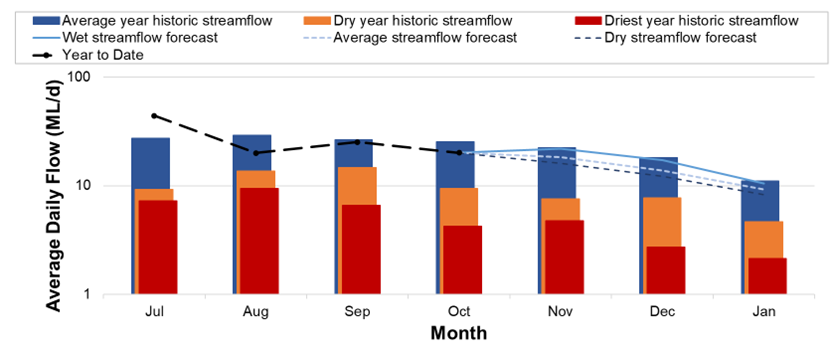 Average year historic streamflow Dry year historic streamflow Driest year historic streamflow
Wet streamflow forecast Average streamflow forecast Dry streamflow forecast
Year to Date
100
10
1
Average Daily Flow (ML/d)
Jul Aug Sep Oct Nov Dec Jan
Month